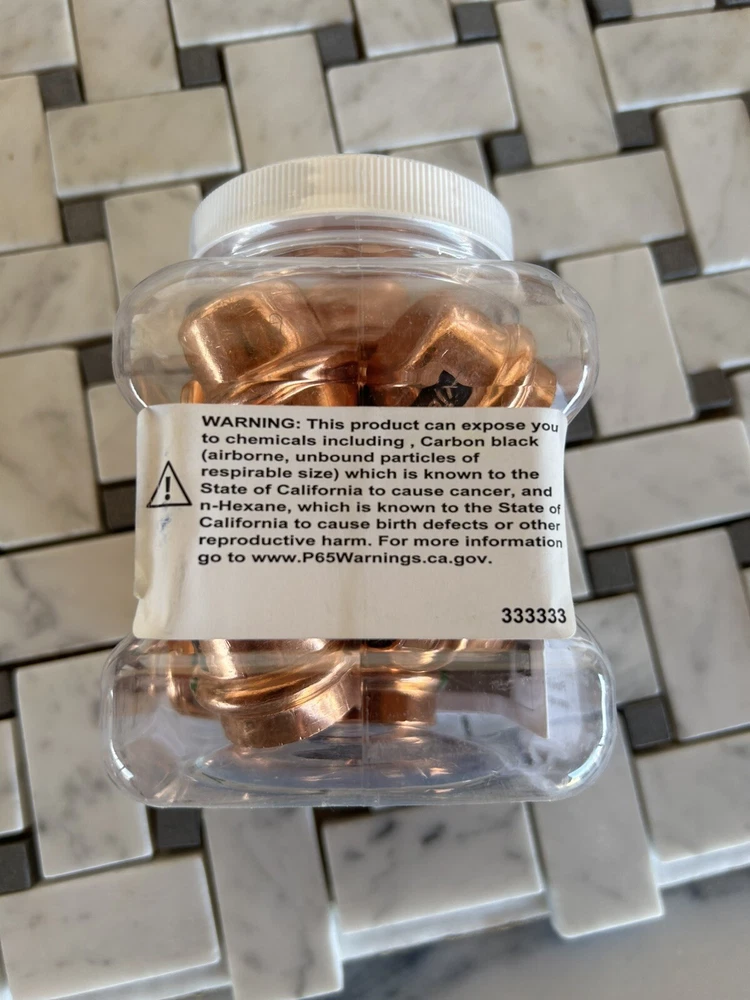 WARNING: This product can expose you
to chemicals including , Carbon black
(airborne, unbound particles of
respirable size) which is known to the
State of California to cause cancer, and
n-Hexane, which is known to the State of
California to cause birth defects or other
reproductive harm. For more information
go to www.P65Warnings.ca.gov.
333333